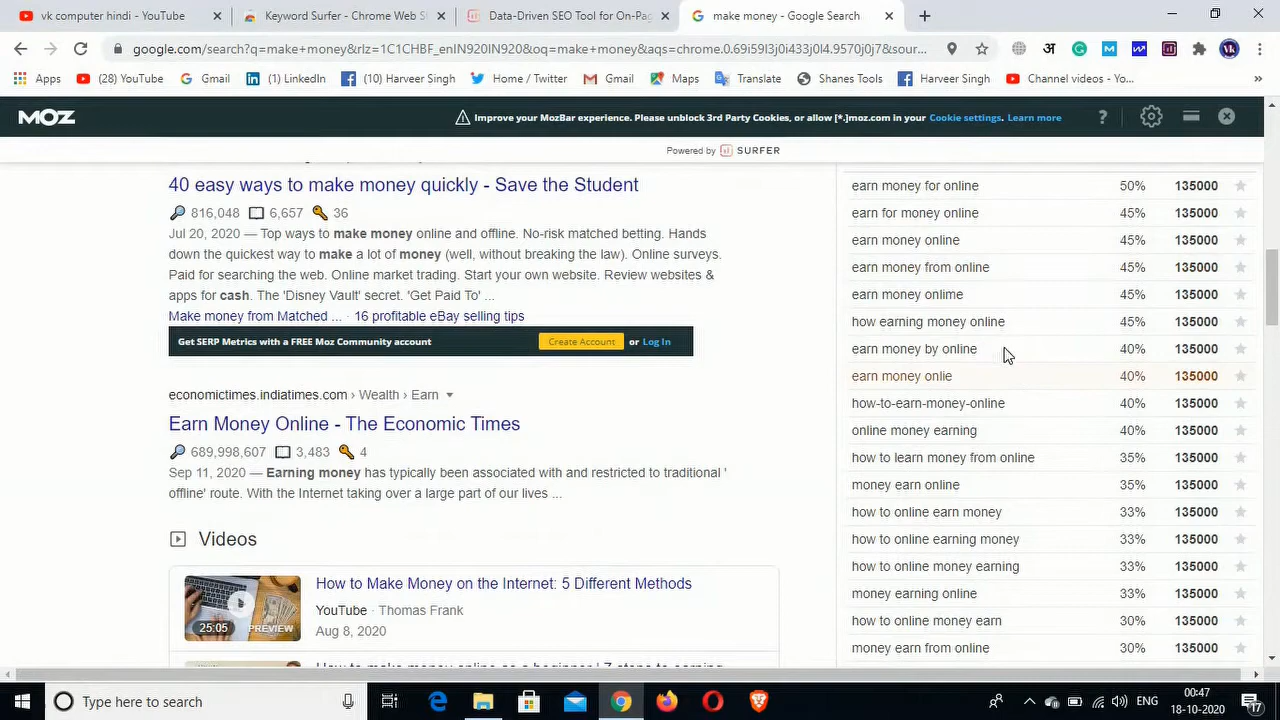 vk computer hindi - YouTube
Keyword Surfer - Chrome Web S
Data-Driven SEO Tool for On-Pag
make money - Google Search
google.com/search?q=make+money&rlz=1C1CHBF_enIN920IN920&oq=make+money&aqs=chrome.0.69i59l3j0i433j0l4.9570j0j7&sour...
अ
Vk
Apps
(28) YouTube
Gmail
(1) LinkedIn
(10) Harveer Singh
Home / Twitter
Gmail
Maps
Translate
Shanes Tools
Harveer Singh
Channel videos - Yo...
»
MOZ
Improve your MozBar experience. Please unblock 3rd Party Cookies, or allow [*.]moz.com in your Cookie settings. Learn more
?
Powered by SURFER
40 easy ways to make money quickly - Save the Student
816,048 6,657 36
Jul 20, 2020 — Top ways to make money online and offline. No-risk matched betting. Hands
down the quickest way to make a lot of money (well, without breaking the law). Online surveys.
Paid for searching the web. Online market trading. Start your own website. Review websites &
apps for cash. The 'Disney Vault' secret. 'Get Paid To' ...
Make money from Matched ... · 16 profitable eBay selling tips
Get SERP Metrics with a FREE Moz Community account Create Account or Log In
economictimes.indiatimes.com › Wealth › Earn
Earn Money Online - The Economic Times
689,998,607 3,483 4
Sep 11, 2020 — Earning money has typically been associated with and restricted to traditional '
offline' route. With the Internet taking over a large part of our lives ...
Videos
How to Make Money on the Internet: 5 Different Methods
YouTube · Thomas Frank
Aug 8, 2020
25:05 PREVIEW
How to make money online as a beginner | 7 steps to earning
earn money for online 50% 135000
earn for money online 45% 135000
earn money online 45% 135000
earn money from online 45% 135000
earn money onlime 45% 135000
how earning money online 45% 135000
earn money by online 40% 135000
earn money onlie 40% 135000
how-to-earn-money-online 40% 135000
online money earning 40% 135000
how to learn money from online 35% 135000
money earn online 35% 135000
how to online earn money 33% 135000
how to online earning money 33% 135000
how to online money earning 33% 135000
money earning online 33% 135000
how to online money earn 30% 135000
money earn from online 30% 135000
Type here to search
ENG
00:47
18-10-2020
17